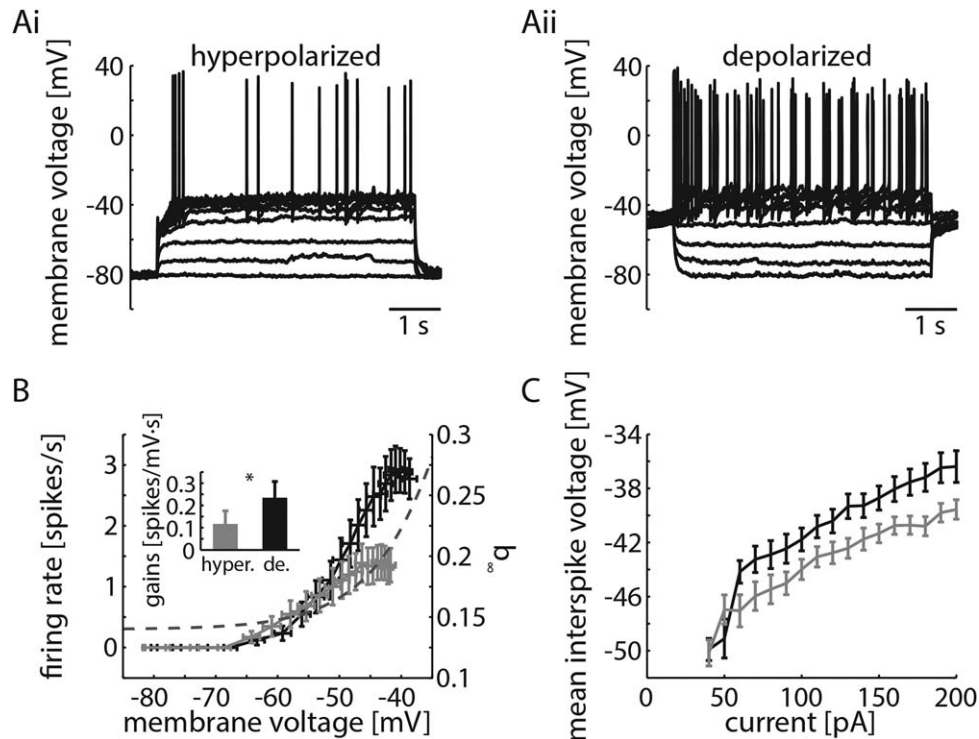 Ai
Aii
hyperpolarized
depolarized
membrane voltage [mV]
40
0
-40
-80
1 s
membrane voltage [mV]
40
0
-40
-80
1 s
B
C
firing rate [spikes/s]
3
2
1
0
gains [spikes/mV·s]
0.3
0.2
0.1
0
*
hyper.
de.
0.3
0.25
0.2
0.15
0.1
b∞
-80
-70
-60
-50
-40
membrane voltage [mV]
mean interspike voltage [mV]
-34
-38
-42
-46
-50
0
50
100
150
200
current [pA]